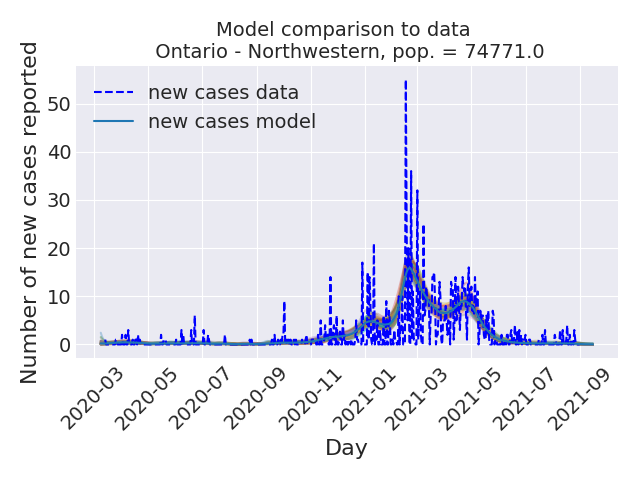 Model comparison to data
Ontario - Northwestern, pop. = 74771.0
Number of new cases reported
50
40
30
20
10
0
new cases data
new cases model
2020-03
2020-05
2020-07
2020-09
2020-11
2021-01
2021-03
2021-05
2021-07
2021-09
Day